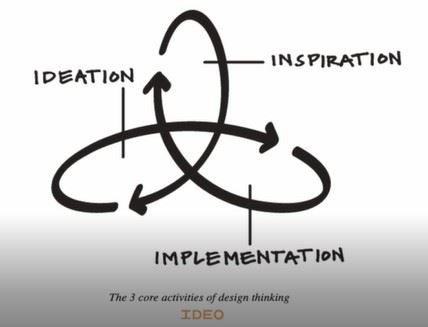 IDEATION
INSPIRATION
IMPLEMENTATION
The 3 core activities of design thinking
IDEO